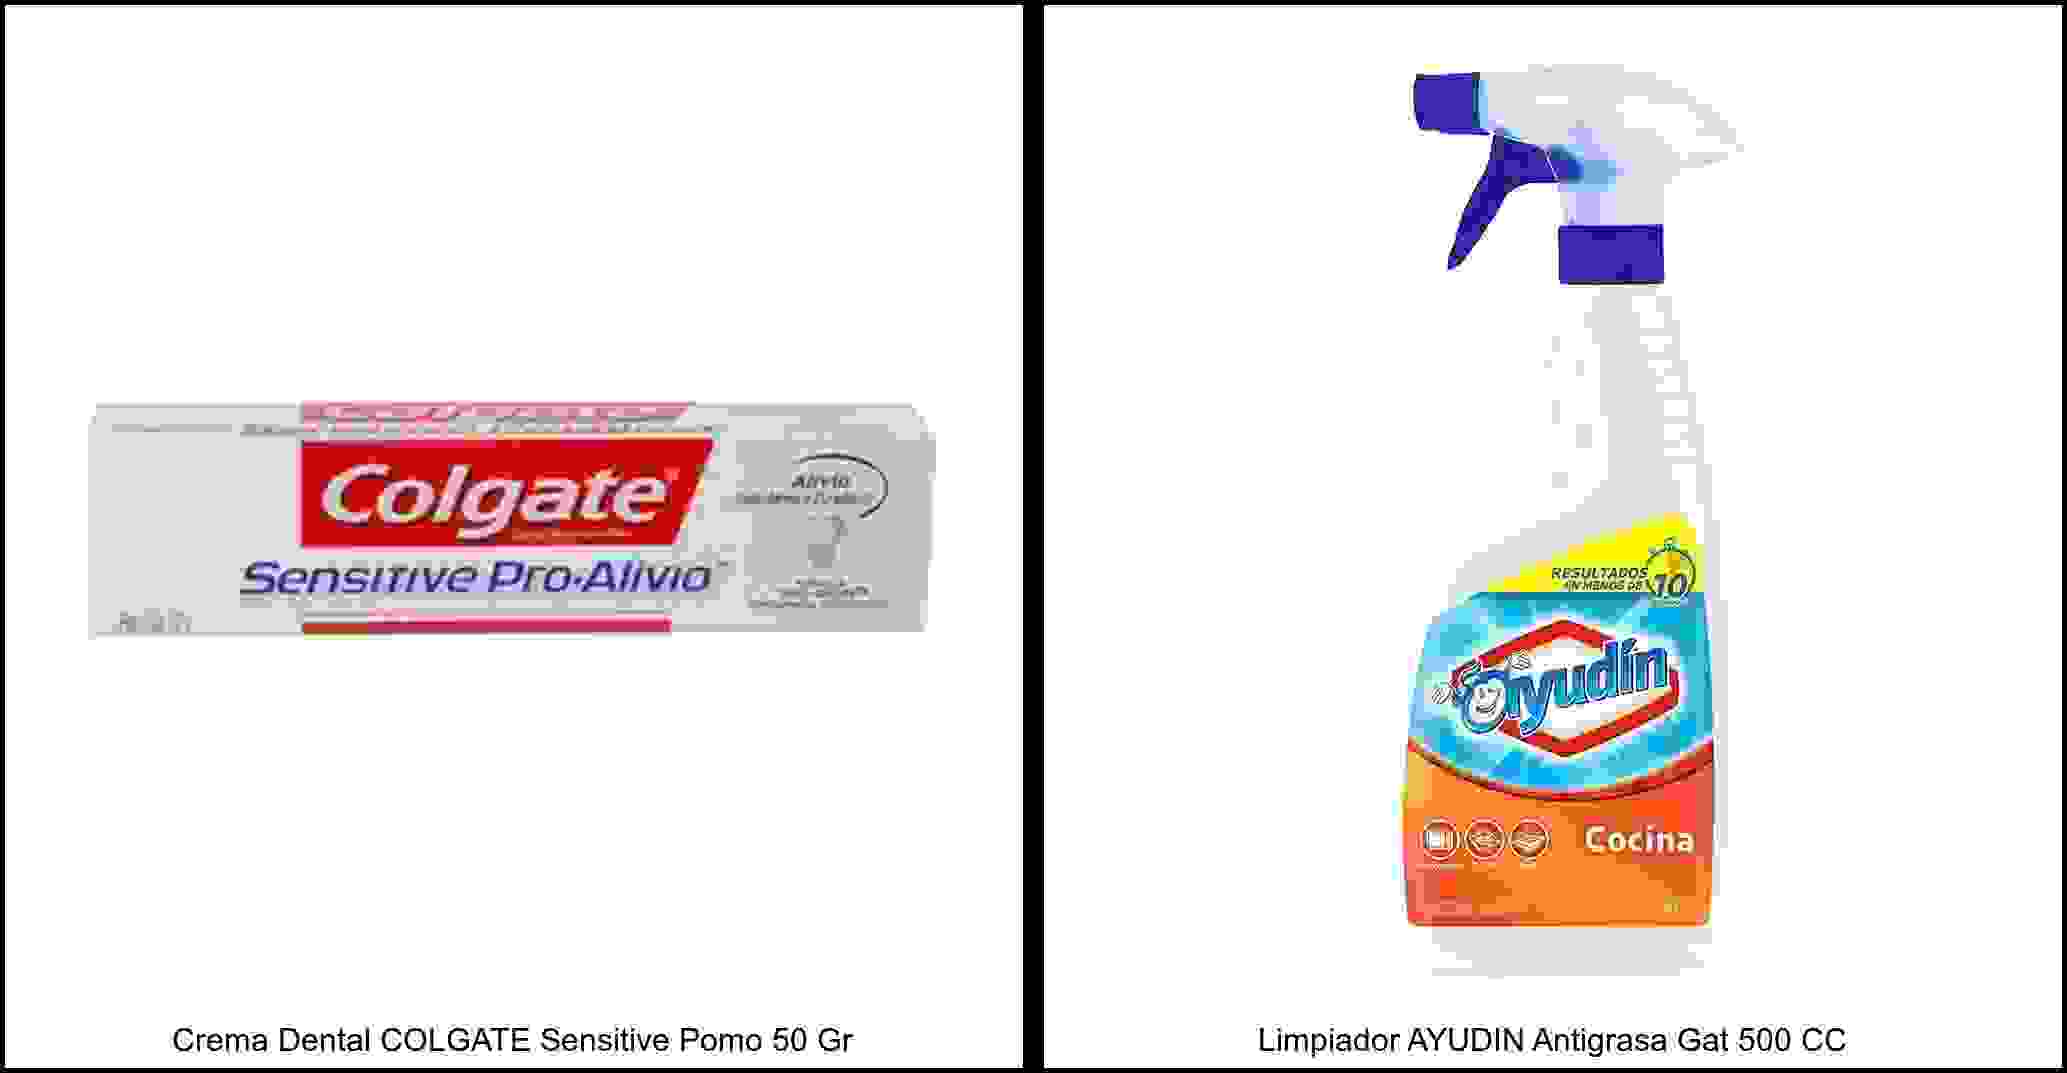 Colgate
Sensitive Pro-Alivio
Alivio
Crema Dental COLGATE Sensitive Pomo 50 Gr
RESULTADOS
EN MENOS DE 10
Ayudín
Cocina
Limpiador AYUDIN Antigrasa Gat 500 CC